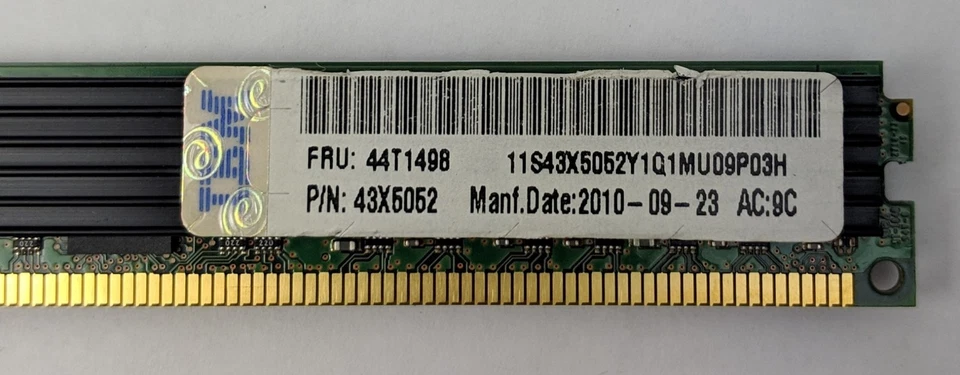 IBM
FRU: 44T1498 11S43X5052Y1Q1MU09P03H
P/N: 43X5052 Manf.Date:2010-09-23 AC:9C